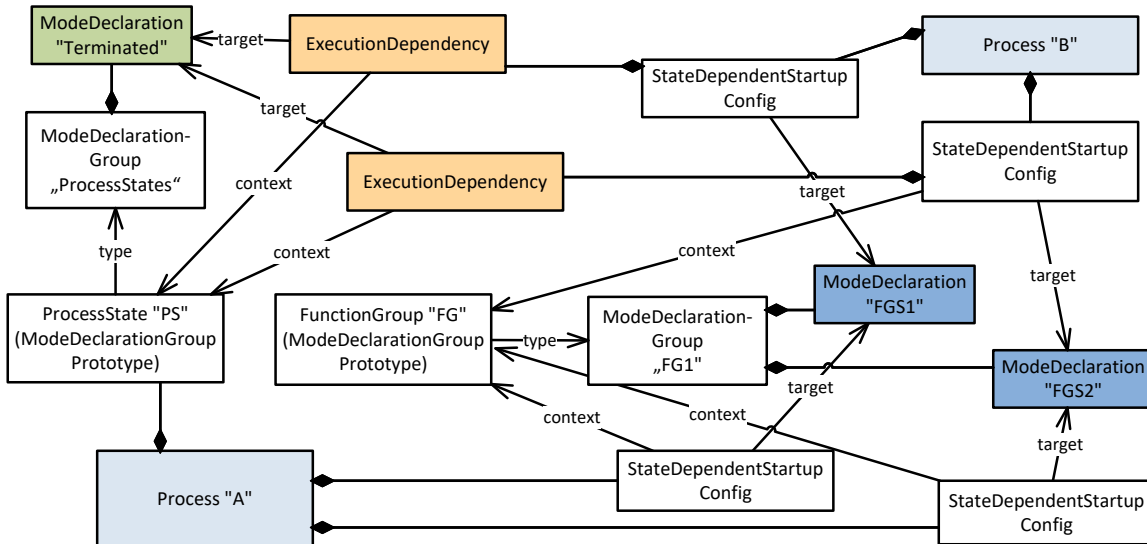 ModeDeclaration
"Terminated"
target
ExecutionDependency
StateDependentStartup
Config
Process "B"
target
ModeDeclaration-
Group
„ProcessStates“
context
ExecutionDependency
target
StateDependentStartup
Config
type
context
context
target
ProcessState "PS"
(ModeDeclarationGroup
Prototype)
FunctionGroup "FG"
(ModeDeclarationGroup
Prototype)
type
ModeDeclaration-
Group
„FG1“
ModeDeclaration
"FGS1"
ModeDeclaration
"FGS2"
target
context
context
target
Process "A"
StateDependentStartup
Config
StateDependentStartup
Config